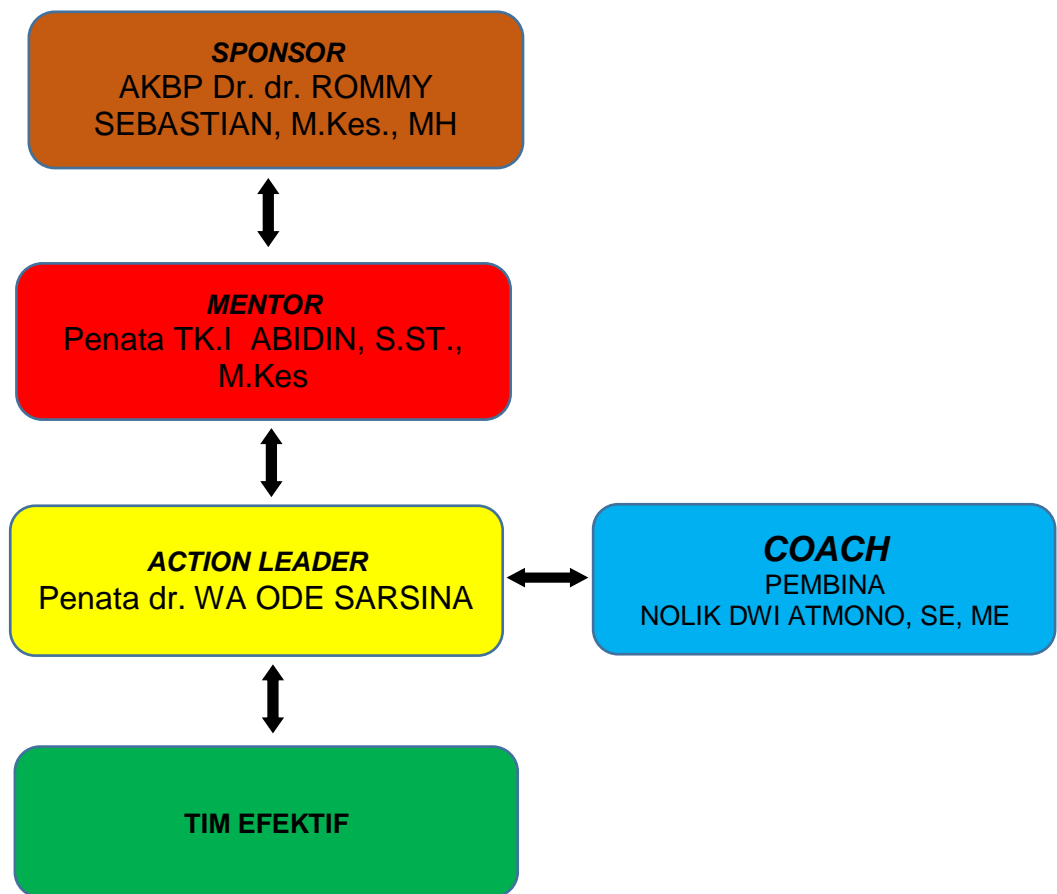 SPONSOR
AKBP Dr. dr. ROMMY
SEBASTIAN, M.Kes., MH
MENTOR
Penata TK.I  ABIDIN, S.ST.,
M.Kes
ACTION LEADER
Penata dr. WA ODE SARSINA
COACH
PEMBINA
NOLIK DWI ATMONO, SE, ME
TIM EFEKTIF